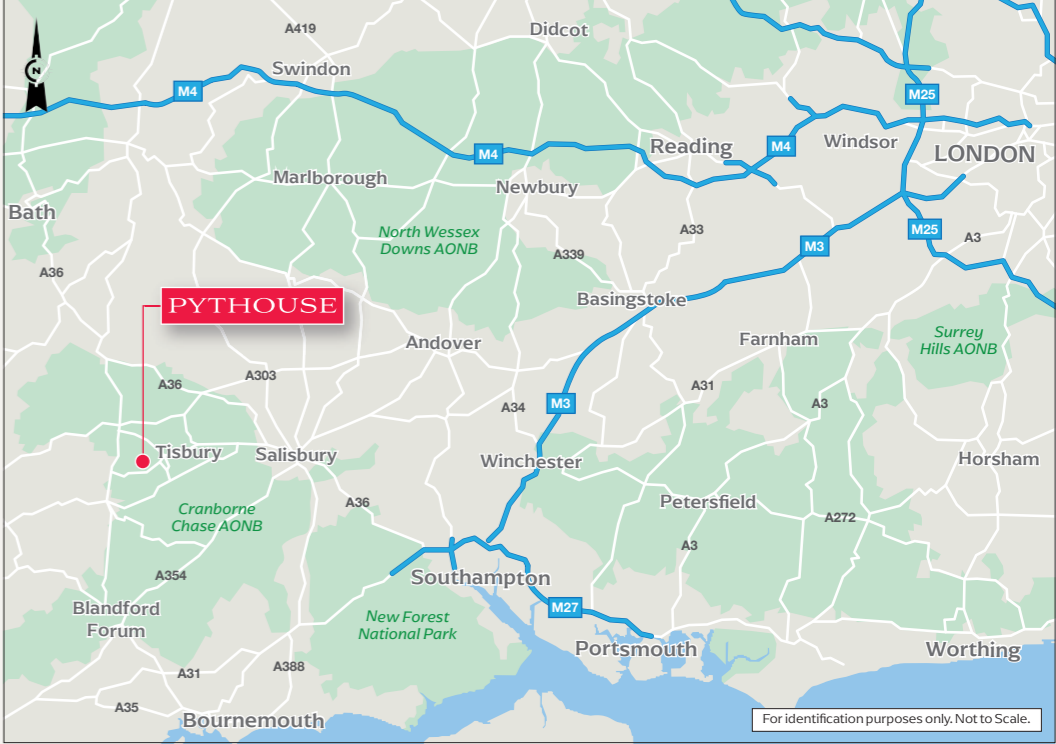 A419
Didcot
Swindon
N
M4
M25
M4
Reading
M4
Windsor
LONDON
Marlborough
Newbury
Bath
North Wessex
Downs AONB
A33
M25
A3
M3
A339
A36
PYTHOUSE
Basingstoke
Andover
Farnham
Surrey
Hills AONB
A36
A303
A31
A34
M3
A3
Tisbury
Salisbury
Winchester
Horsham
A36
Petersfield
Cranborne
Chase AONB
A272
A3
A354
Southampton
Blandford
Forum
New Forest
National Park
M27
Portsmouth
Worthing
A31
A388
A35
Bournemouth
For identification purposes only. Not to Scale.